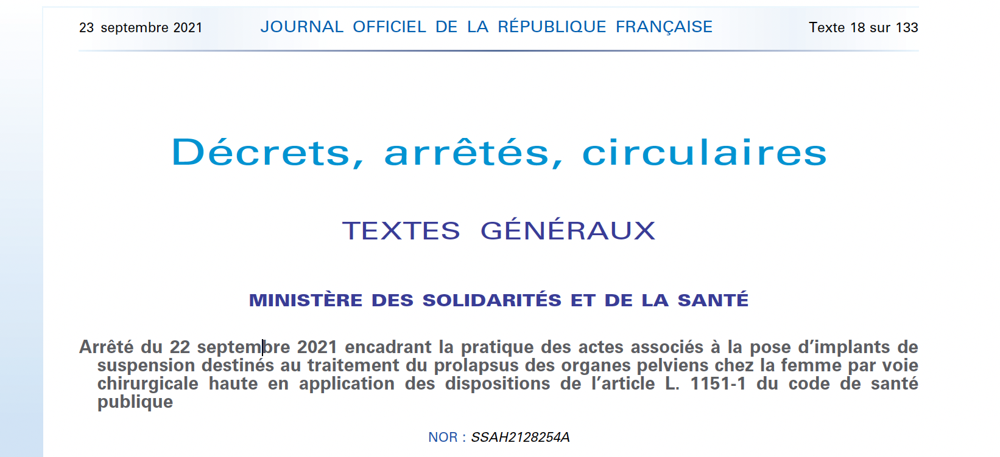 23 septembre 2021 JOURNAL OFFICIEL DE LA RÉPUBLIQUE FRANÇAISE Texte 18 sur 133
Décrets, arrêtés, circulaires
TEXTES GÉNÉRAUX
MINISTÈRE DES SOLIDARITÉS ET DE LA SANTÉ
Arrêté du 22 septembre 2021 encadrant la pratique des actes associés à la pose d’implants de
suspension destinés au traitement du prolapsus des organes pelviens chez la femme par voie
chirurgicale haute en application des dispositions de l’article L. 1151-1 du code de santé
publique
NOR : SSAH2128254A